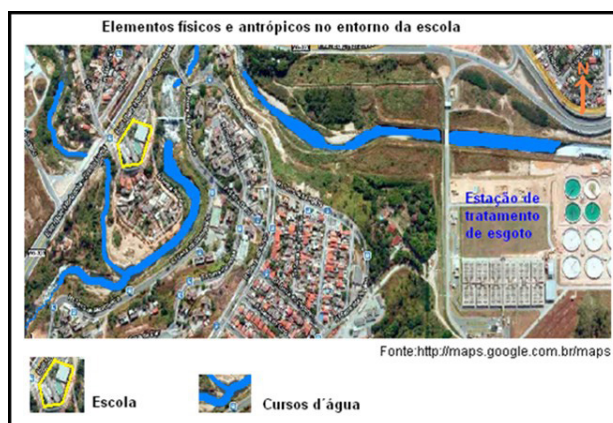 Elementos físicos e antrópicos no entorno da escola
N
Estação de
tratamento
de esgoto
Fonte:http://maps.google.com.br/maps
Escola
Cursos d´água